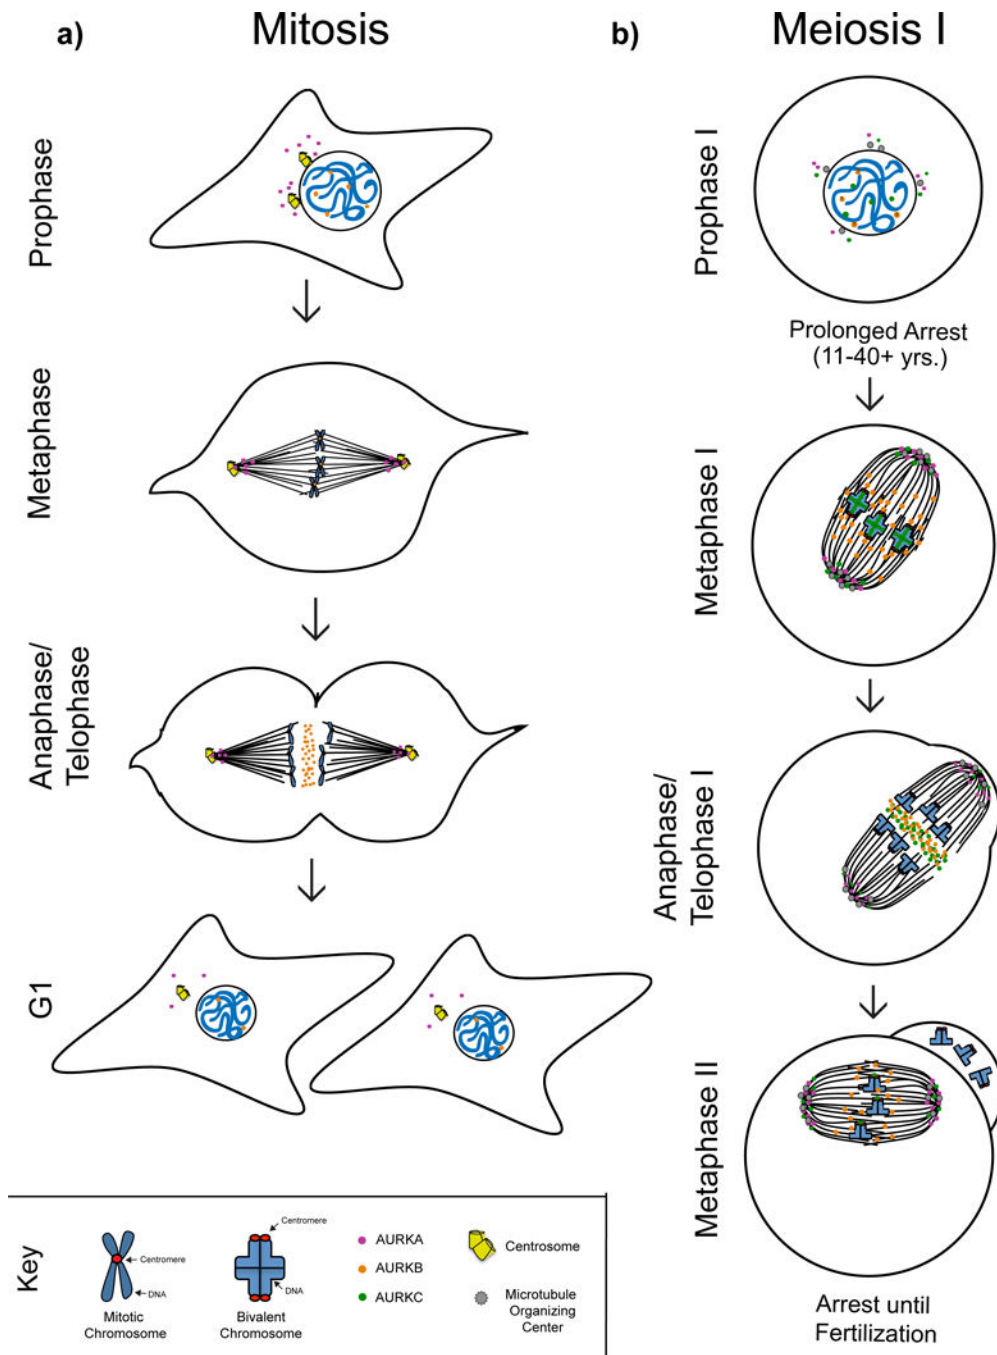 a)
Mitosis
Prophase
Metaphase
Anaphase/
Telophase
G1
b)
Meiosis I
Prophase I
Prolonged Arrest
(11-40+ yrs.)
Metaphase I
Anaphase/
Telophase I
Metaphase II
Arrest until
Fertilization
Key
Centromere
DNA
Mitotic
Chromosome
Centromere
DNA
Bivalent
Chromosome
AURKA
AURKB
AURKC
Centrosome
Microtubule
Organizing
Center